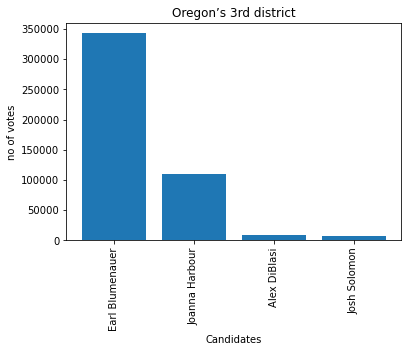 Oregon’s 3rd district
350000
300000
250000
200000
150000
100000
50000
0
no of votes
Earl Blumenauer
Joanna Harbour
Alex DiBlasi
Josh Solomon
Candidates